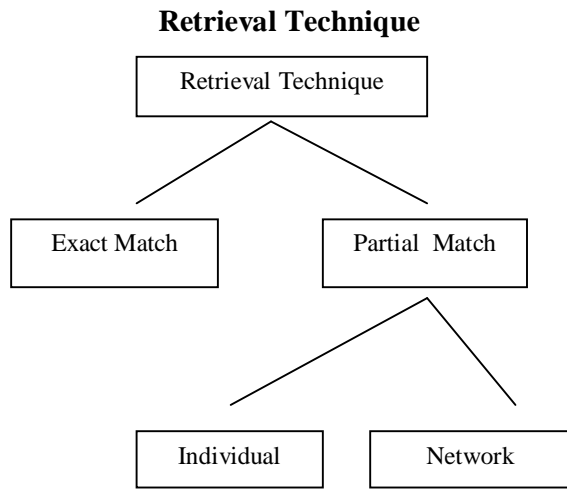 Retrieval Technique
Retrieval Technique
Exact Match
Partial Match
Individual
Network